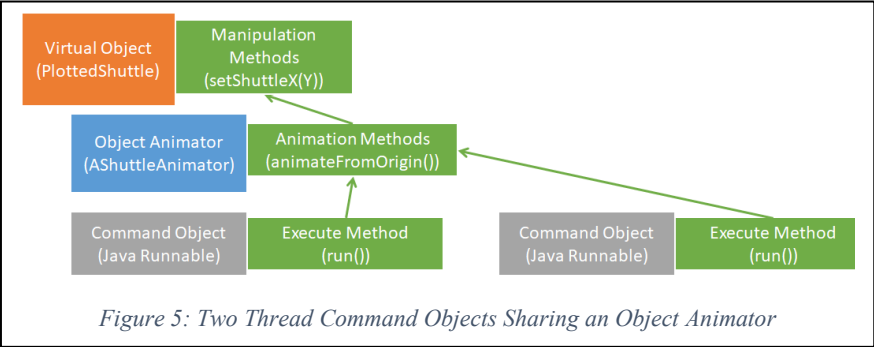 Virtual Object
(PlottedShuttle)
Manipulation
Methods
(setShuttleX(Y))
Object Animator
(AShuttleAnimator)
Animation Methods
(animateFromOrigin())
Command Object
(Java Runnable)
Execute Method
(run())
Command Object
(Java Runnable)
Execute Method
(run())
Figure 5: Two Thread Command Objects Sharing an Object Animator